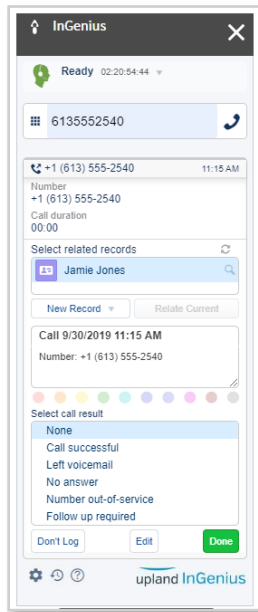 InGenius
Ready 02:20:54:44
6135552540
+1 (613) 555-2540 11:15 AM
Number
+1 (613) 555-2540
Call duration
00:00
Select related records
Jamie Jones
New Record Relate Current
Call 9/30/2019 11:15 AM
Number: +1 (613) 555-2540
Select call result
None
Call successful
Left voicemail
No answer
Number out-of-service
Follow up required
Don't Log Edit Done
upland InGenius